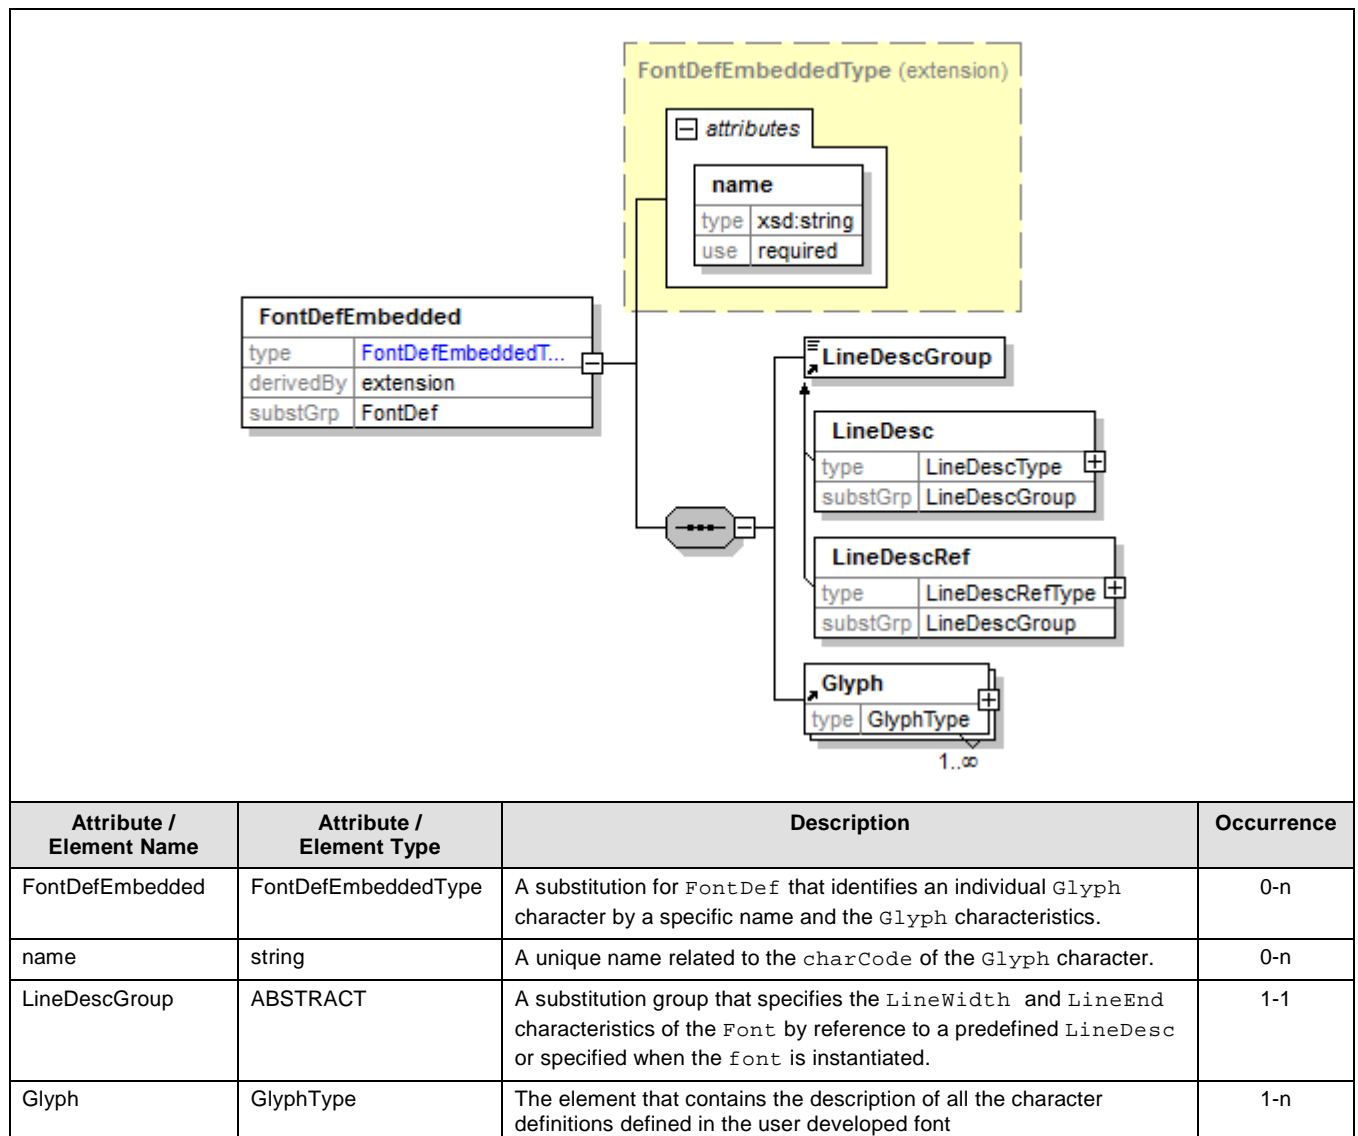 FontDefEmbeddedType (extension)
attributes
name
type xsd:string
use required
FontDefEmbedded
type FontDefEmbeddedT...
derivedBy extension
substGrp FontDef
LineDescGroup
LineDesc
type LineDescType
substGrp LineDescGroup
LineDescRef
type LineDescRefType
substGrp LineDescGroup
Glyph
type GlyphType
1..∞
Attribute / Element Name Attribute / Element Type Description Occurrence
FontDefEmbedded FontDefEmbeddedType A substitution for FontDef that identifies an individual Glyph 0-n
character by a specific name and the Glyph characteristics.
name string A unique name related to the charCode of the Glyph character. 0-n
LineDescGroup ABSTRACT A substitution group that specifies the LineWidth and LineEnd 1-1
characteristics of the Font by reference to a predefined LineDesc
or specified when the font is instantiated.
Glyph GlyphType The element that contains the description of all the character 1-n
definitions defined in the user developed font